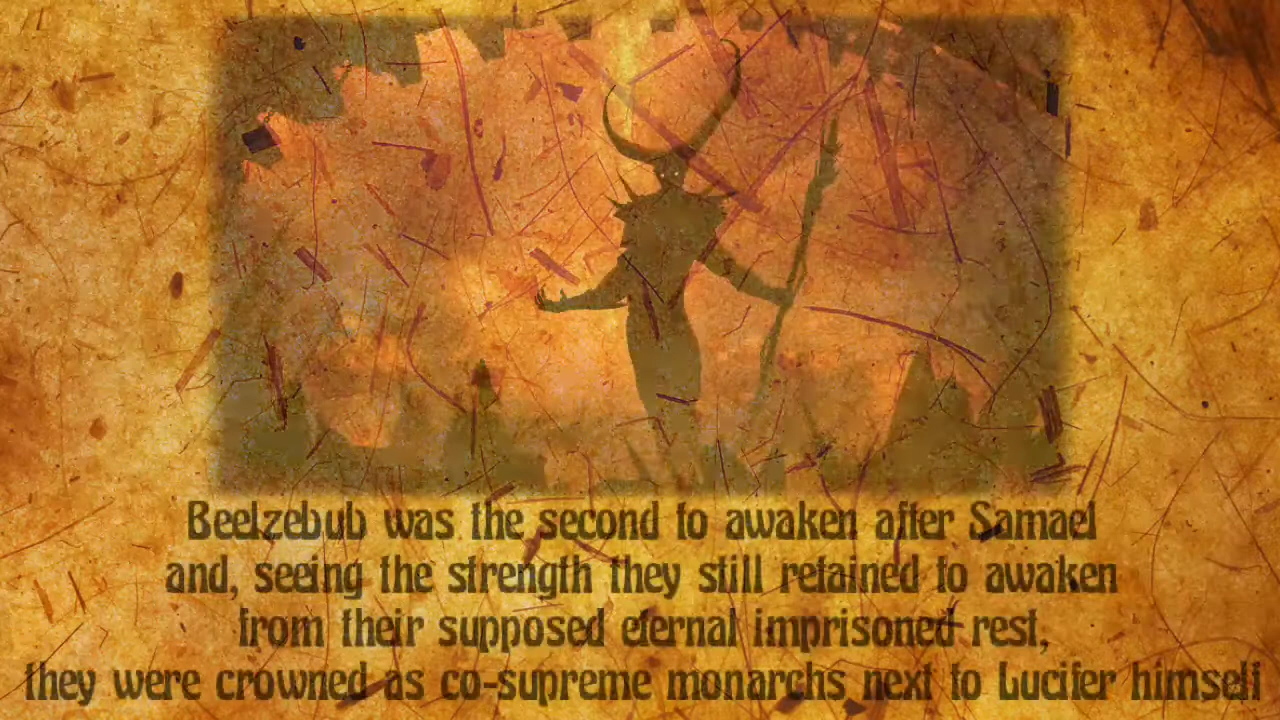 Beelzebub was the second to awaken after Samael
and, seeing the strength they still retained to awaken
from their supposed eternal imprisoned rest,
they were crowned as co-supreme monarchs next to Lucifer himself